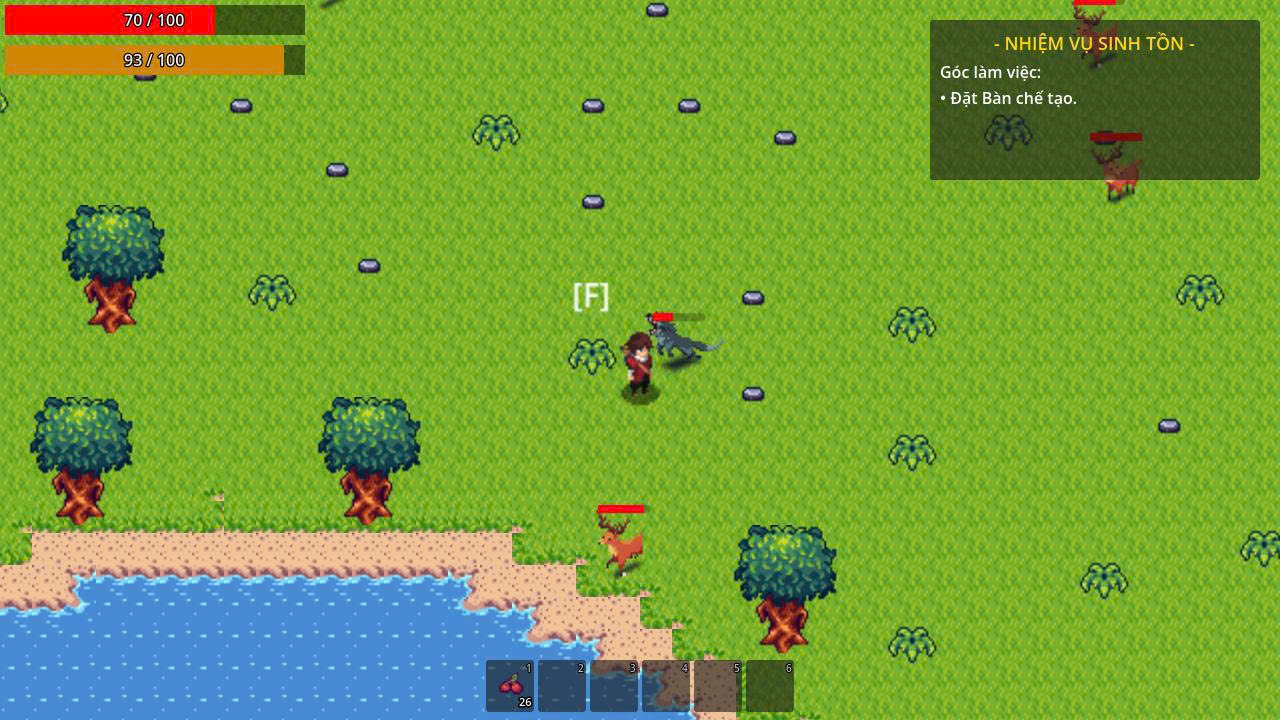 70 / 100
93 / 100
- NHIỆM VỤ SINH TỒN -
Góc làm việc:
• Đặt Bàn chế tạo.
[F]
1 2 3 4 5 6
26